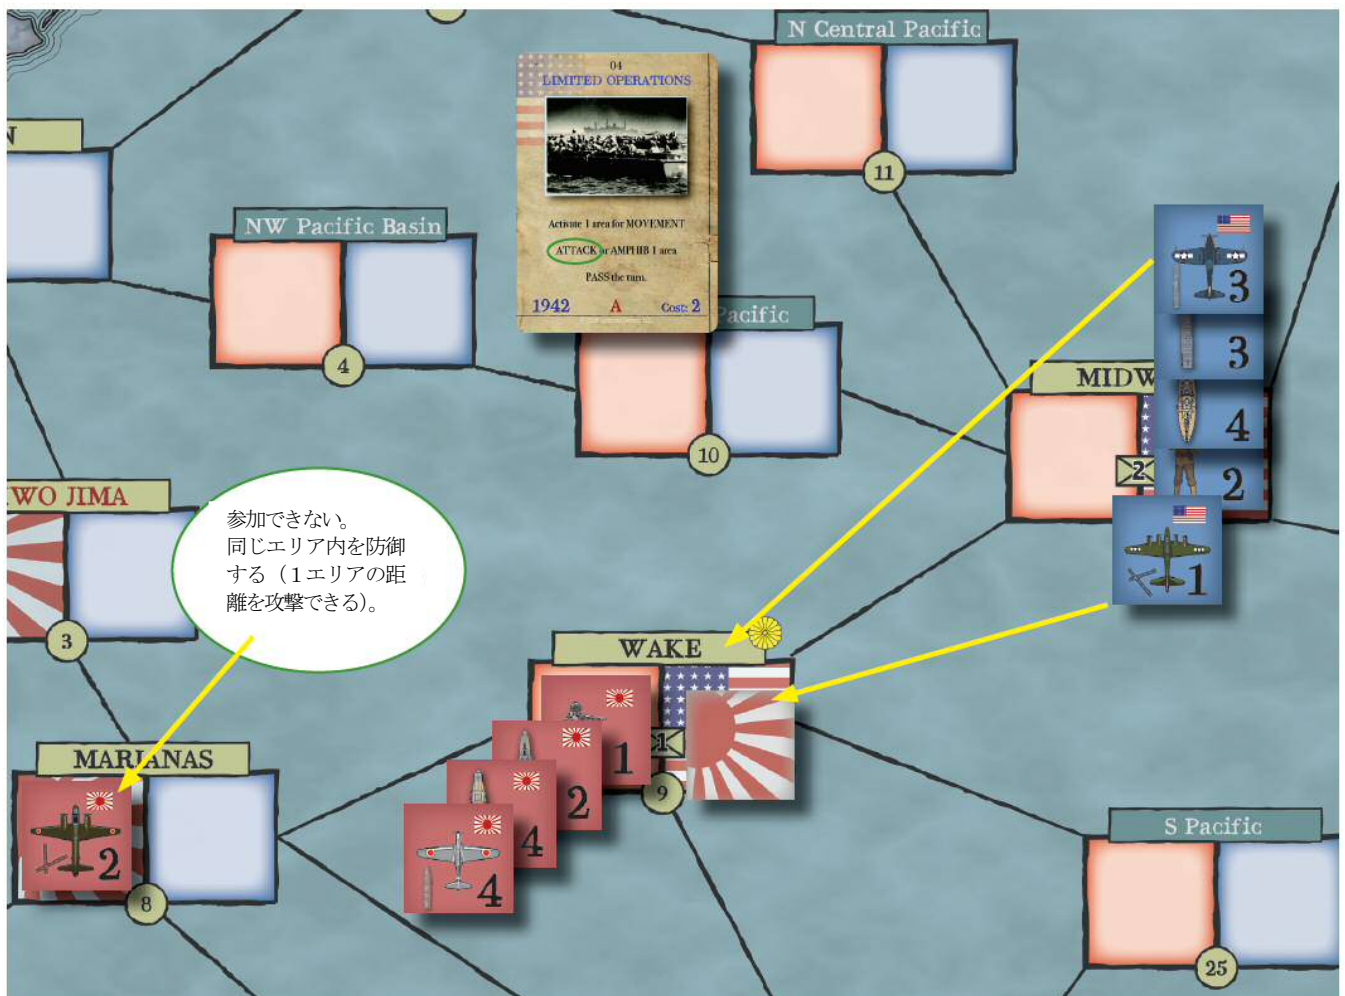 N Central Pacific
04
LIMITED OPERATIONS
Activate 1 area for MOVEMENT
ATTACK or AMPHIB 1 area
PASS the turn.
1942 A Cost: 2
N
11
NW Pacific Basin
4
Pacific
10
3
3
4
2
1
MIDW
2
WO JIMA
3
参加できない。
同じエリア内を防御
する（１エリアの距
離を攻撃できる)。
WAKE
1
2
4
4
1
9
MARIANAS
2
8
S Pacific
25